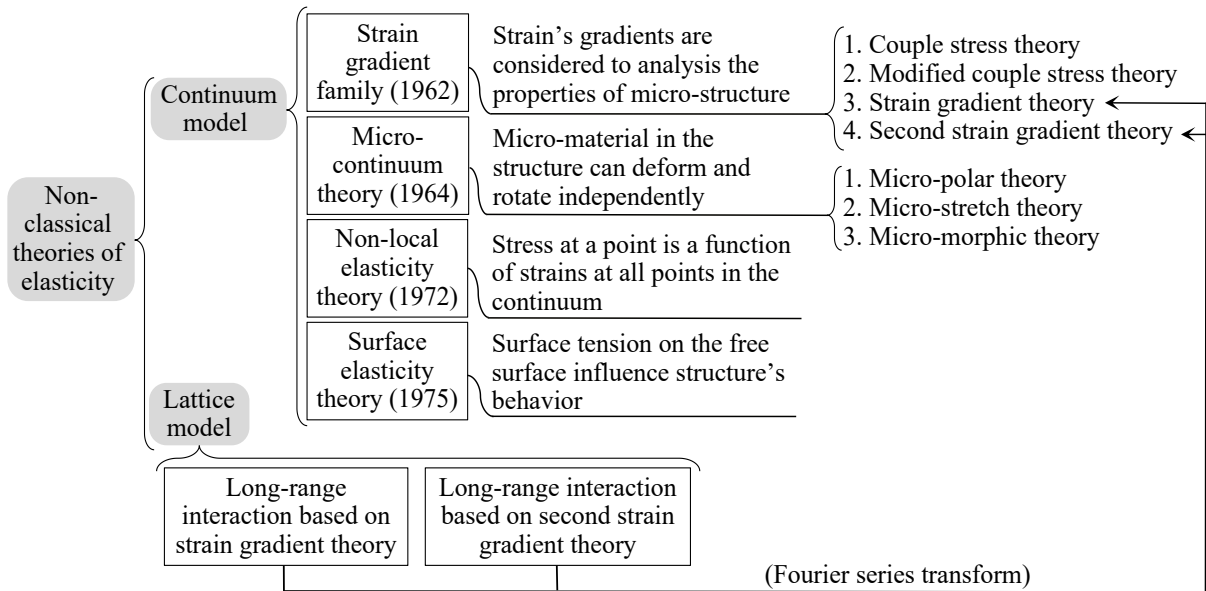 Non-
classical
theories of
elasticity
Continuum
model
Strain
gradient
family (1962)
Strain’s gradients are
considered to analysis the
properties of micro-structure
1. Couple stress theory
2. Modified couple stress theory
3. Strain gradient theory
4. Second strain gradient theory
Micro-
continuum
theory (1964)
Micro-material in the
structure can deform and
rotate independently
1. Micro-polar theory
2. Micro-stretch theory
3. Micro-morphic theory
Non-local
elasticity
theory (1972)
Stress at a point is a function
of strains at all points in the
continuum
Surface
elasticity
theory (1975)
Surface tension on the free
surface influence structure’s
behavior
Lattice
model
Long-range
interaction based on
strain gradient theory
Long-range interaction
based on second strain
gradient theory
(Fourier series transform)